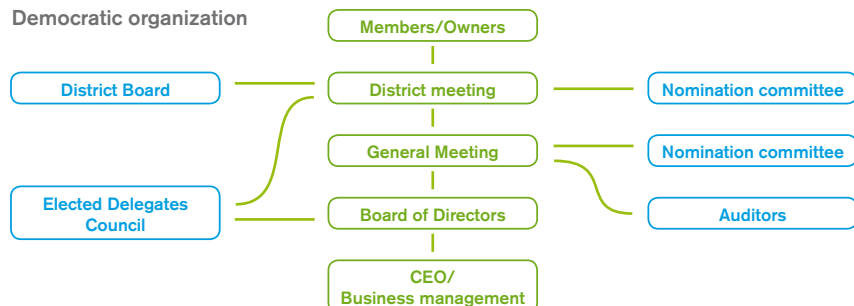 Democratic organization
Members/Owners
District Board
District meeting
Nomination committee
General Meeting
Nomination committee
Elected Delegates
Council
Board of Directors
Auditors
CEO/
Business management